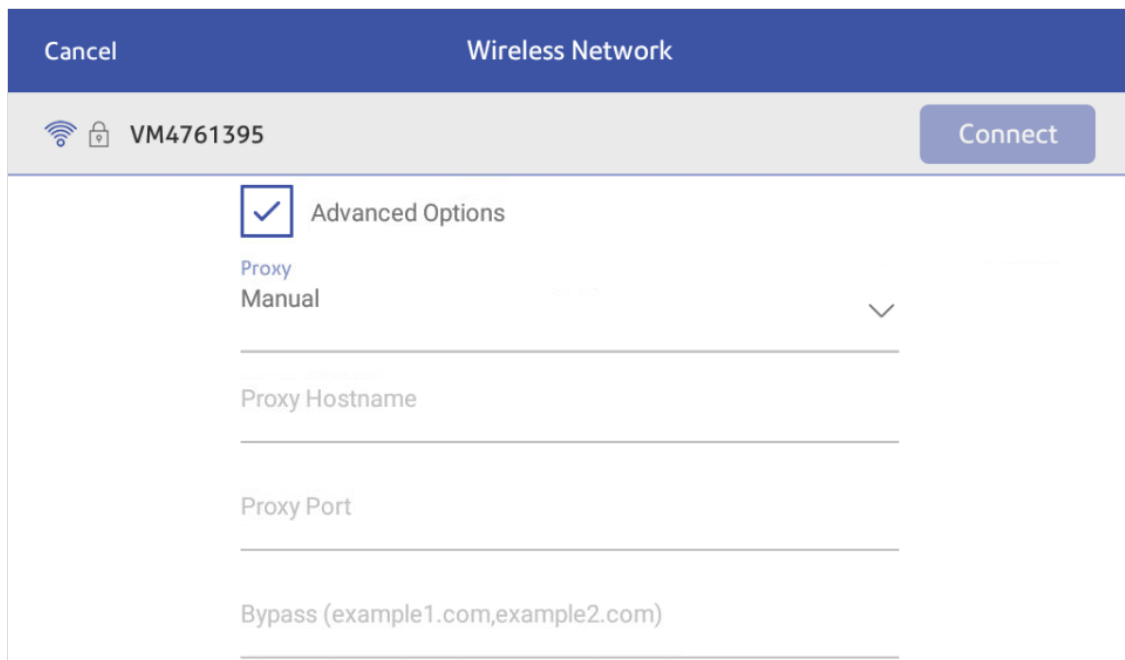 Cancel
Wireless Network
VM4761395
Connect
Advanced Options
Proxy
Manual
Proxy Hostname
Proxy Port
Bypass (example1.com,example2.com)